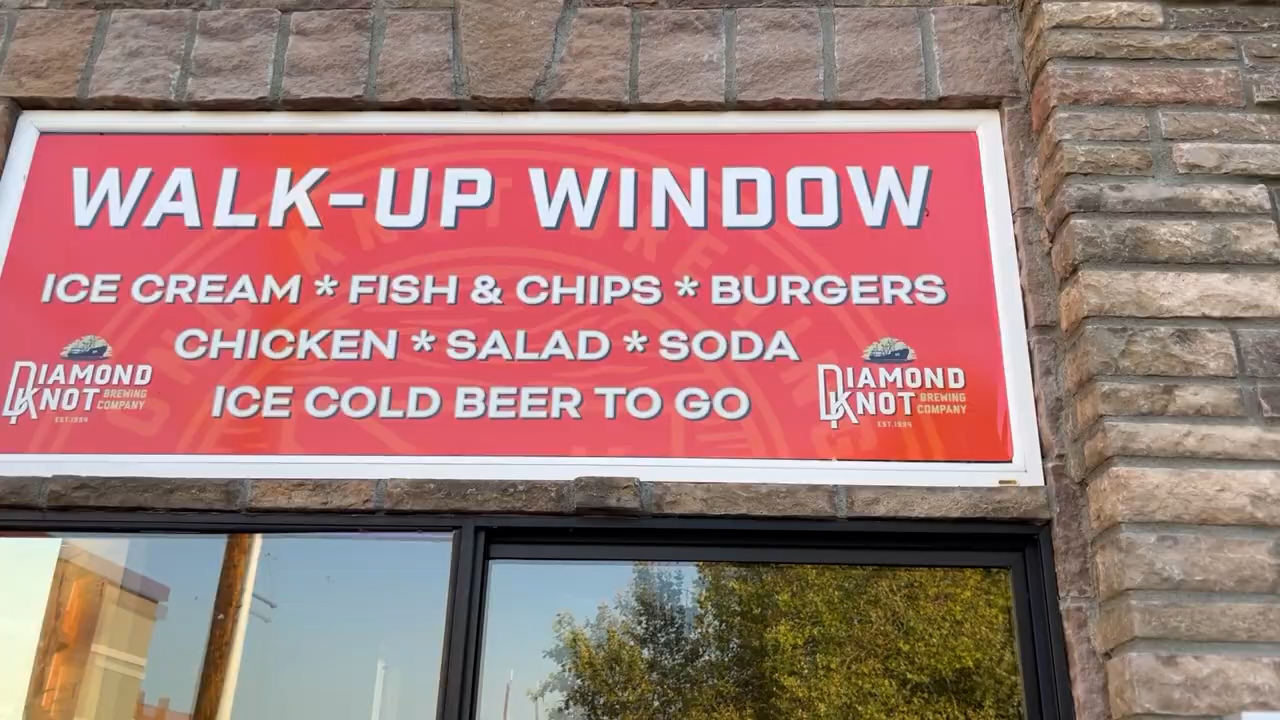 WALK-UP WINDOW
ICE CREAM * FISH & CHIPS * BURGERS
CHICKEN * SALAD * SODA
ICE COLD BEER TO GO
DIAMOND
KNOT BREWING COMPANY
EST.1994
DIAMOND
KNOT BREWING COMPANY
EST.1994